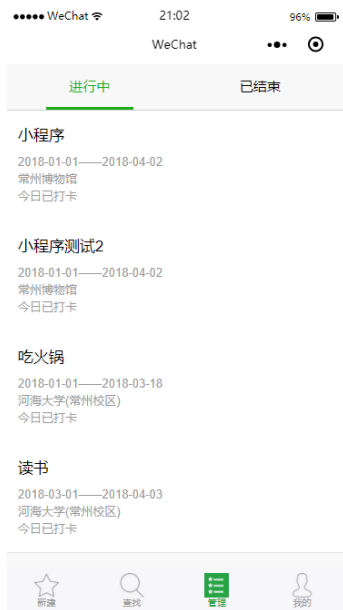 WeChat
21:02
96%
WeChat
进行中
已结束
小程序
2018-01-01——2018-04-02
常州博物馆
今日已打卡
小程序测试2
2018-01-01——2018-04-02
常州博物馆
今日已打卡
吃火锅
2018-01-01——2018-03-18
河海大学(常州校区)
今日已打卡
读书
2018-03-01——2018-04-03
河海大学(常州校区)
今日已打卡
新建
查找
管理
我的